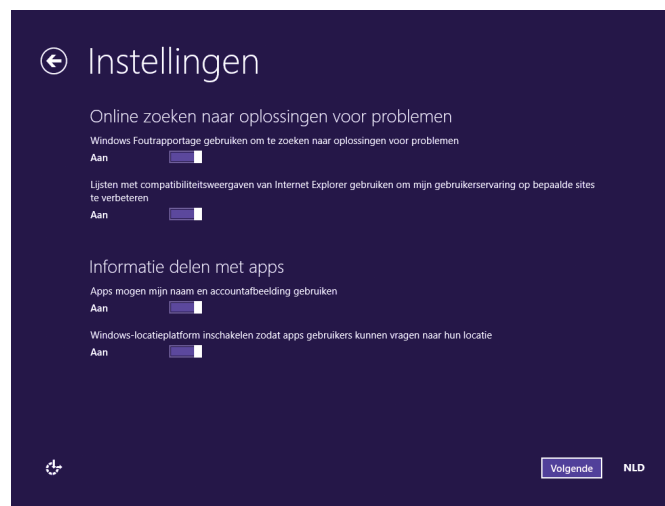 Instellingen
Online zoeken naar oplossingen voor problemen
Windows Foutrapportage gebruiken om te zoeken naar oplossingen voor problemen
Aan
Lijsten met compatibiliteitsweergaven van Internet Explorer gebruiken om mijn gebruikerservaring op bepaalde sites
te verbeteren
Aan
Informatie delen met apps
Apps mogen mijn naam en accountafbeelding gebruiken
Aan
Windows-locatieplatform inschakelen zodat apps gebruikers kunnen vragen naar hun locatie
Aan
Volgende NLD